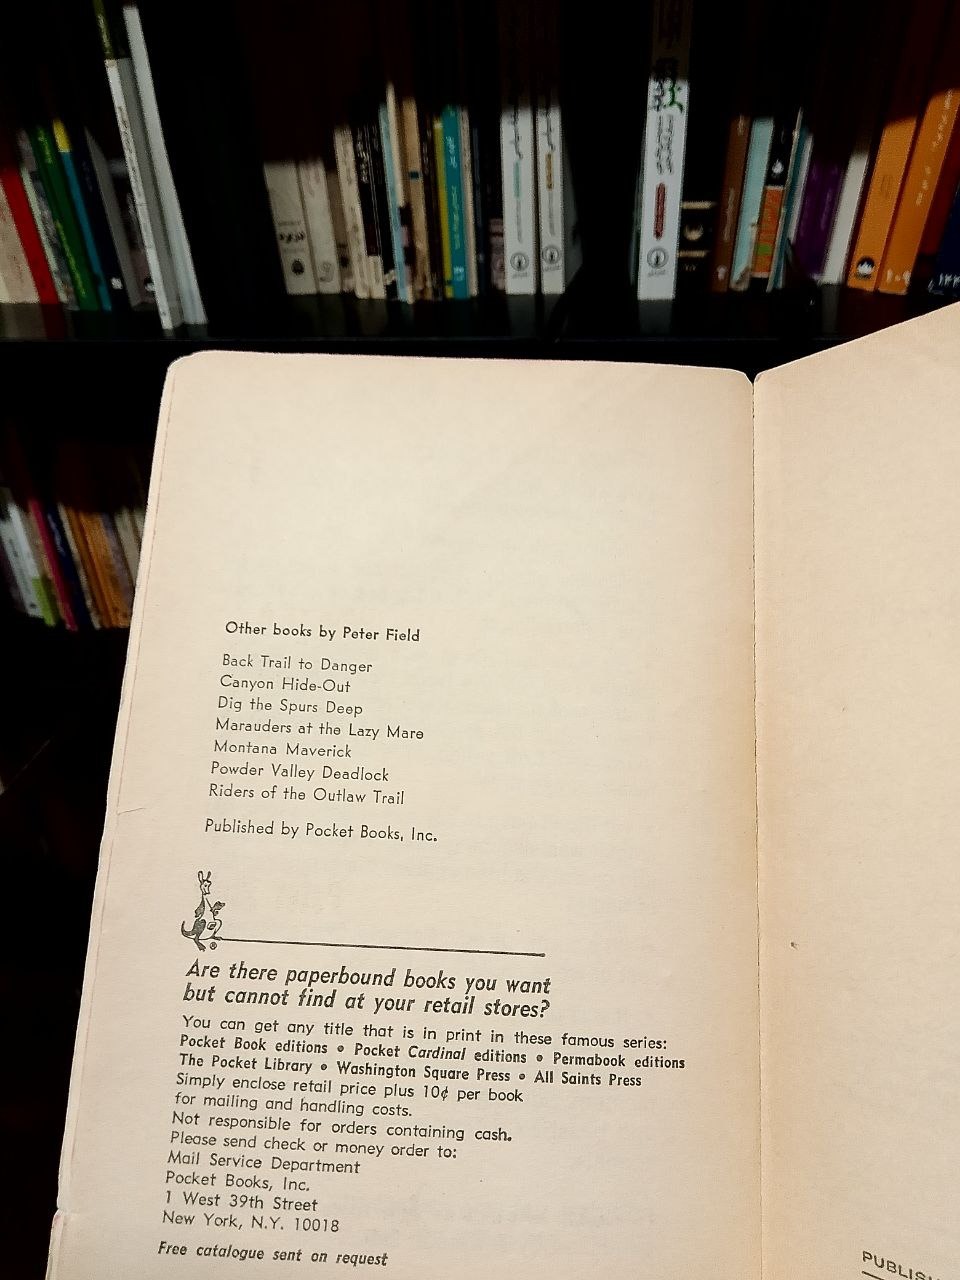 Other books by Peter Field
Back Trail to Danger
Canyon Hide-Out
Dig the Spurs Deep
Marauders at the Lazy Mare
Montana Maverick
Powder Valley Deadlock
Riders of the Outlaw Trail
Published by Pocket Books, Inc.
®
Are there paperbound books you want
but cannot find at your retail stores?
You can get any title that is in print in these famous series:
Pocket Book editions • Pocket Cardinal editions • Permabook editions
The Pocket Library • Washington Square Press • All Saints Press
Simply enclose retail price plus 10¢ per book
for mailing and handling costs.
Not responsible for orders containing cash.
Please send check or money order to:
Mail Service Department
Pocket Books, Inc.
1 West 39th Street
New York, N.Y. 10018
Free catalogue sent on request
PUBLIS